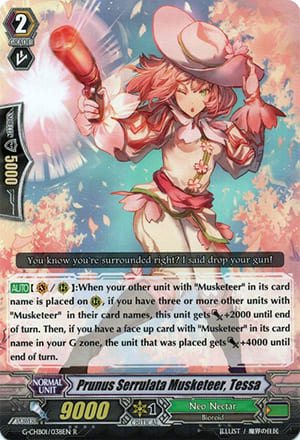 2
GRADE
SHIELD
5000
You know you're surrounded right? I said drop your gun!
AUTO [ / ]:When your other unit with "Musketeer" in its card
name is placed on , if you have three or more other units with
"Musketeer" in their card names, this unit gets +2000 until end
of turn. Then, if you have a face up card with "Musketeer" in its card
name in your G zone, the unit that was placed gets +4000 until
end of turn.
NORMAL
UNIT
Prunus Serrulata Musketeer, Tessa
POWER
9000
1
CRITICAL
Neo Nectar
Bioroid
G-CHB01/038EN R
ILLUST / 魔界の住民